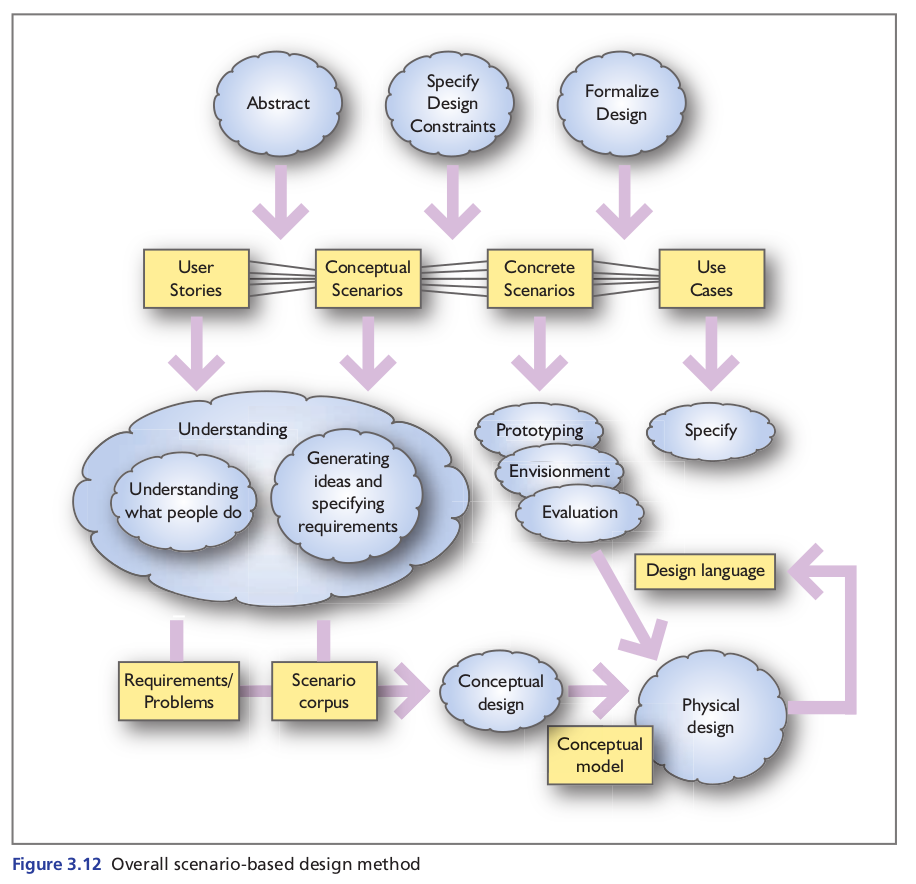 Abstract
Specify
Design
Constraints
Formalize
Design
User
Stories
Conceptual
Scenarios
Concrete
Scenarios
Use
Cases
Understanding
Understanding
what people do
Generating
ideas and
specifying
requirements
Prototyping
Envisionment
Evaluation
Specify
Design language
Requirements/
Problems
Scenario
corpus
Conceptual
design
Conceptual
model
Physical
design
Figure 3.12 Overall scenario-based design method